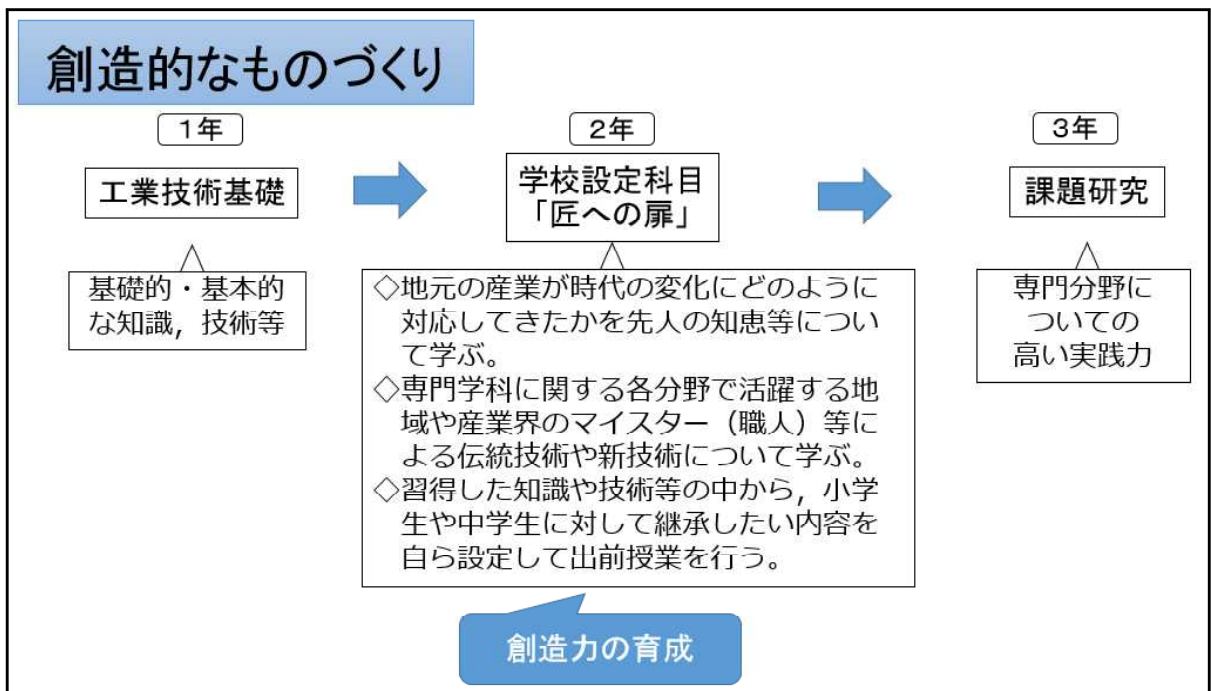 創造的なものづくり
1年
工業技術基礎
基礎的・基本的
な知識，技術等
2年
学校設定科目
「匠への扉」
◇地元の産業が時代の変化にどのように
対応してきたかを先人の知恵等につい
て学ぶ。
◇専門学科に関する各分野で活躍する地
域や産業界のマイスター（職人）等に
よる伝統技術や新技術について学ぶ。
◇習得した知識や技術等の中から，小学
生や中学生に対して継承したい内容を
自ら設定して出前授業を行う。
創造力の育成
3年
課題研究
専門分野に
ついての
高い実践力